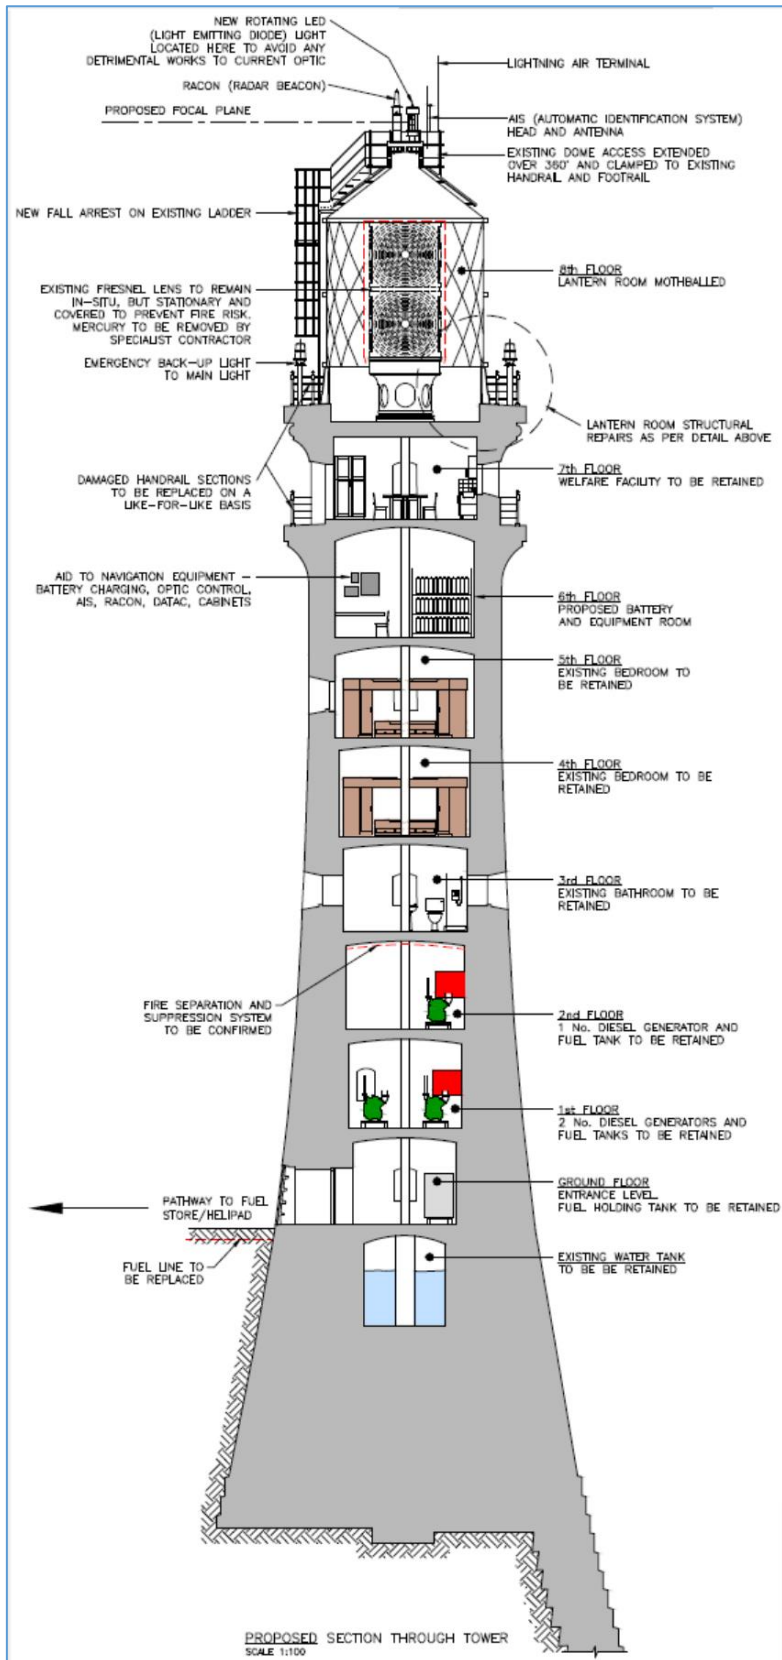 NEW ROTATING LED
(LIGHT EMITTING DIODE) LIGHT
LOCATED HERE TO AVOID ANY
DETRIMENTAL WORKS TO CURRENT OPTIC
LIGHTNING AIR TERMINAL
RACON (RADAR BEACON)
PROPOSED FOCAL PLANE
AIS (AUTOMATIC IDENTIFICATION SYSTEM)
HEAD AND ANTENNA
EXISTING DOME ACCESS EXTENDED
OVER 360° AND CLAMPED TO EXISTING
HANDRAIL AND FOOTRAIL
NEW FALL ARREST ON EXISTING LADDER
8th FLOOR
LANTERN ROOM MOTHBALLED
EXISTING FRESNEL LENS TO REMAIN
IN-SITU, BUT STATIONARY AND
COVERED TO PREVENT FIRE RISK.
MERCURY TO BE REMOVED BY
SPECIALIST CONTRACTOR
EMERGENCY BACK-UP LIGHT
TO MAIN LIGHT
LANTERN ROOM STRUCTURAL
REPAIRS AS PER DETAIL ABOVE
DAMAGED HANDRAIL SECTIONS
TO BE REPLACED ON A
LIKE-FOR-LIKE BASIS
7th FLOOR
WELFARE FACILITY TO BE RETAINED
AID TO NAVIGATION EQUIPMENT -
BATTERY CHARGING, OPTIC CONTROL,
AIS, RACON, DATAC, CABINETS
6th FLOOR
PROPOSED BATTERY
AND EQUIPMENT ROOM
5th FLOOR
EXISTING BEDROOM TO
BE RETAINED
4th FLOOR
EXISTING BEDROOM TO BE
RETAINED
3rd FLOOR
EXISTING BATHROOM TO BE
RETAINED
FIRE SEPARATION AND
SUPPRESSION SYSTEM
TO BE CONFIRMED
2nd FLOOR
1 No. DIESEL GENERATOR AND
FUEL TANK TO BE RETAINED
1st FLOOR
2 No. DIESEL GENERATORS AND
FUEL TANKS TO BE RETAINED
GROUND FLOOR
ENTRANCE LEVEL
FUEL HOLDING TANK TO BE RETAINED
PATHWAY TO FUEL
STORE/HELIPAD
FUEL LINE TO
BE REPLACED
EXISTING WATER TANK
TO BE BE RETAINED
PROPOSED SECTION THROUGH TOWER
SCALE 1:100